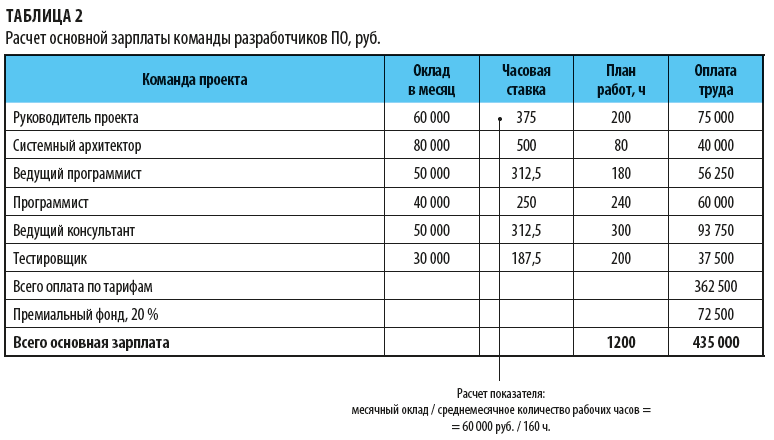 ТАБЛИЦА 2
Расчет основной зарплаты команды разработчиков ПО, руб.
Команда проекта Оклад в месяц Часовая ставка План работ, ч Оплата труда
Руководитель проекта 60 000 375 200 75 000
Системный архитектор 80 000 500 80 40 000
Ведущий программист 50 000 312,5 180 56 250
Программист 40 000 250 240 60 000
Ведущий консультант 50 000 312,5 300 93 750
Тестировщик 30 000 187,5 200 37 500
Всего оплата по тарифам 362 500
Премиальный фонд, 20 % 72 500
Всего основная зарплата 1200 435 000
Расчет показателя:
месячный оклад / среднемесячное количество рабочих часов =
= 60 000 руб. / 160 ч.